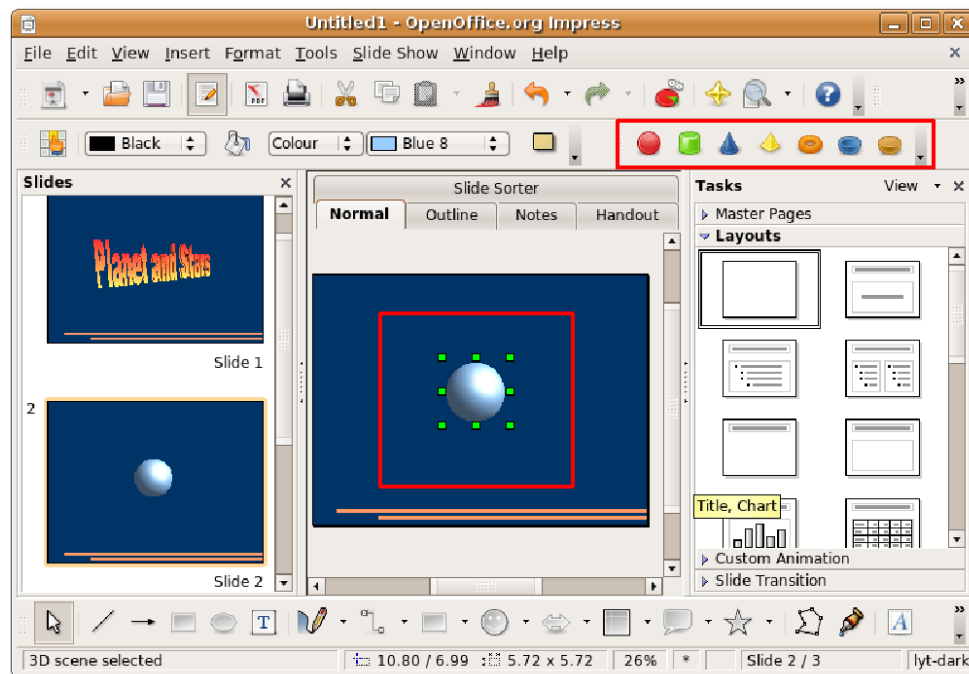 Untitled1 - OpenOffice.org Impress
File Edit View Insert Format Tools Slide Show Window Help
PDF
Black Colour Blue 8
Slides
Planet and Stars
Slide 1
2
Slide 2
Slide Sorter
Normal Outline Notes Handout
Tasks View
Master Pages
Layouts
Title, Chart
Custom Animation
Slide Transition
T A
3D scene selected 10.80 / 6.99 5.72 x 5.72 26% * Slide 2 / 3 lyt-dark